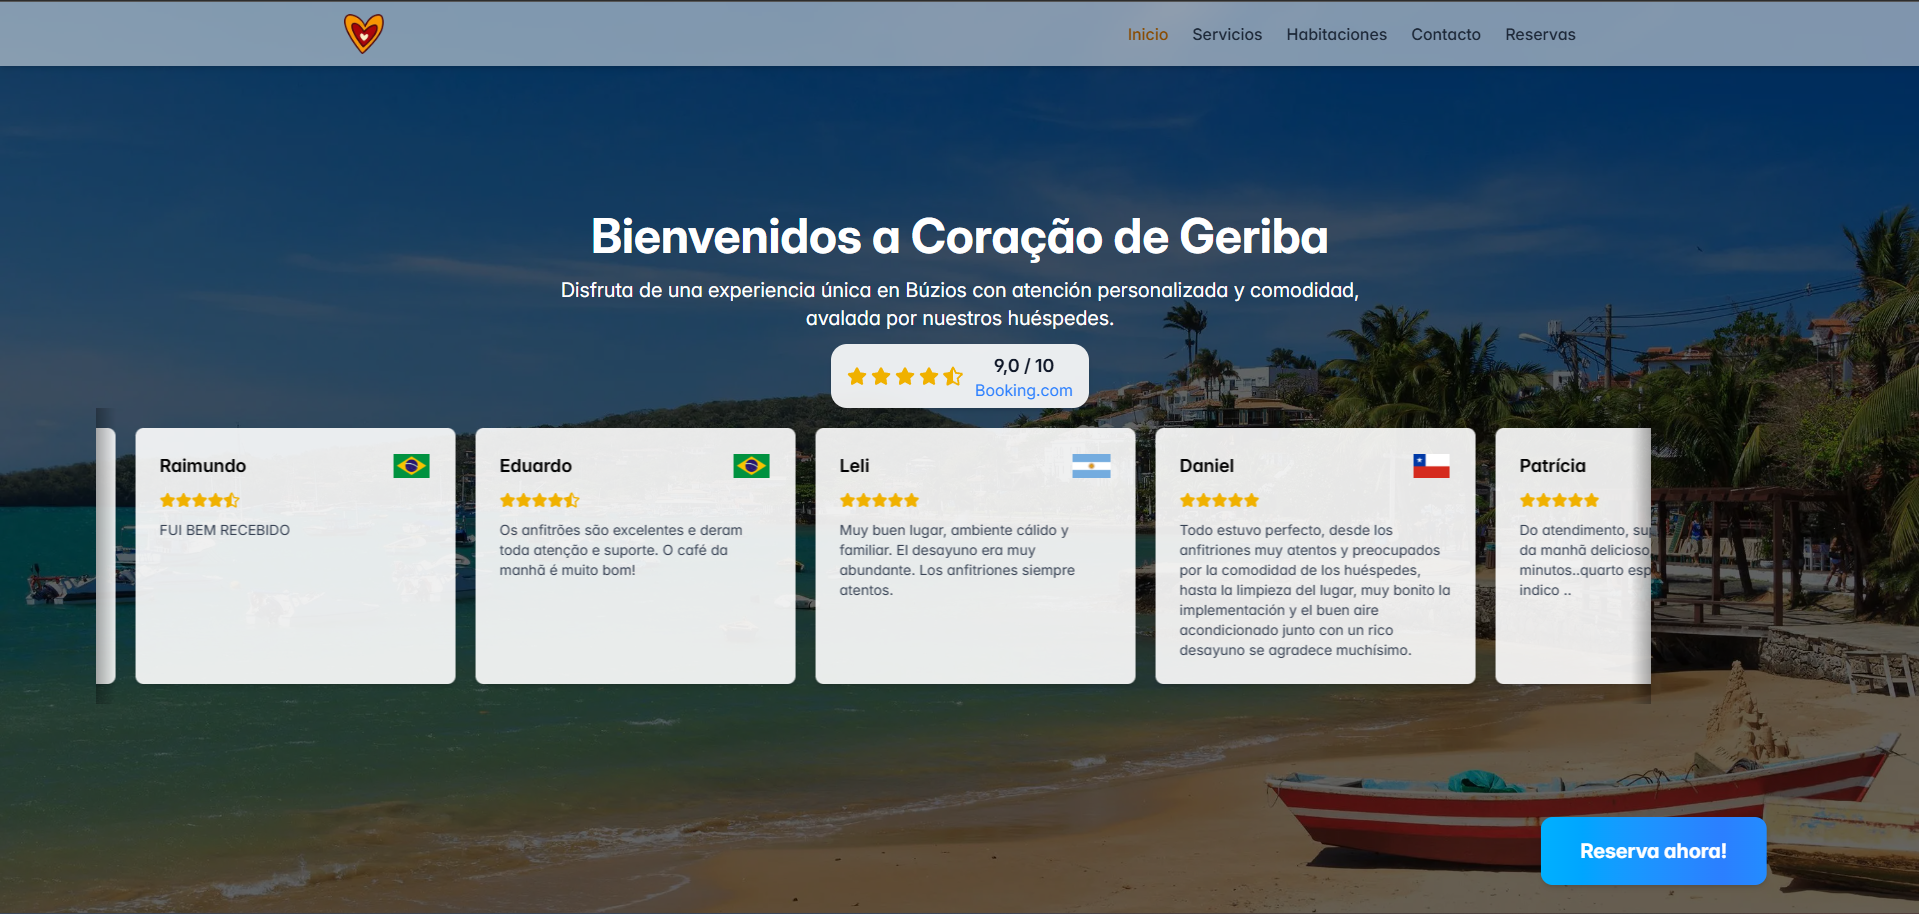 Inicio Servicios Habitaciones Contacto Reservas
Bienvenidos a Coração de Geriba
Disfruta de una experiencia única en Búzios con atención personalizada y comodidad,
avalada por nuestros huéspedes.
9,0 / 10
Booking.com
Raimundo
FUI BEM RECEBIDO
Eduardo
Os anfitrões são excelentes e deram
toda atenção e suporte. O café da
manhã é muito bom!
Leli
Muy buen lugar, ambiente cálido y
familiar. El desayuno era muy
abundante. Los anfitriones siempre
atentos.
Daniel
Todo estuvo perfecto, desde los
anfitriones muy atentos y preocupados
por la comodidad de los huéspedes,
hasta la limpieza del lugar, muy bonito la
implementación y el buen aire
acondicionado junto con un rico
desayuno se agradece muchísimo.
Patrícia
Do atendimento,
da manhã delicioso
minutos..quarto
indico ..
Reserva ahora!